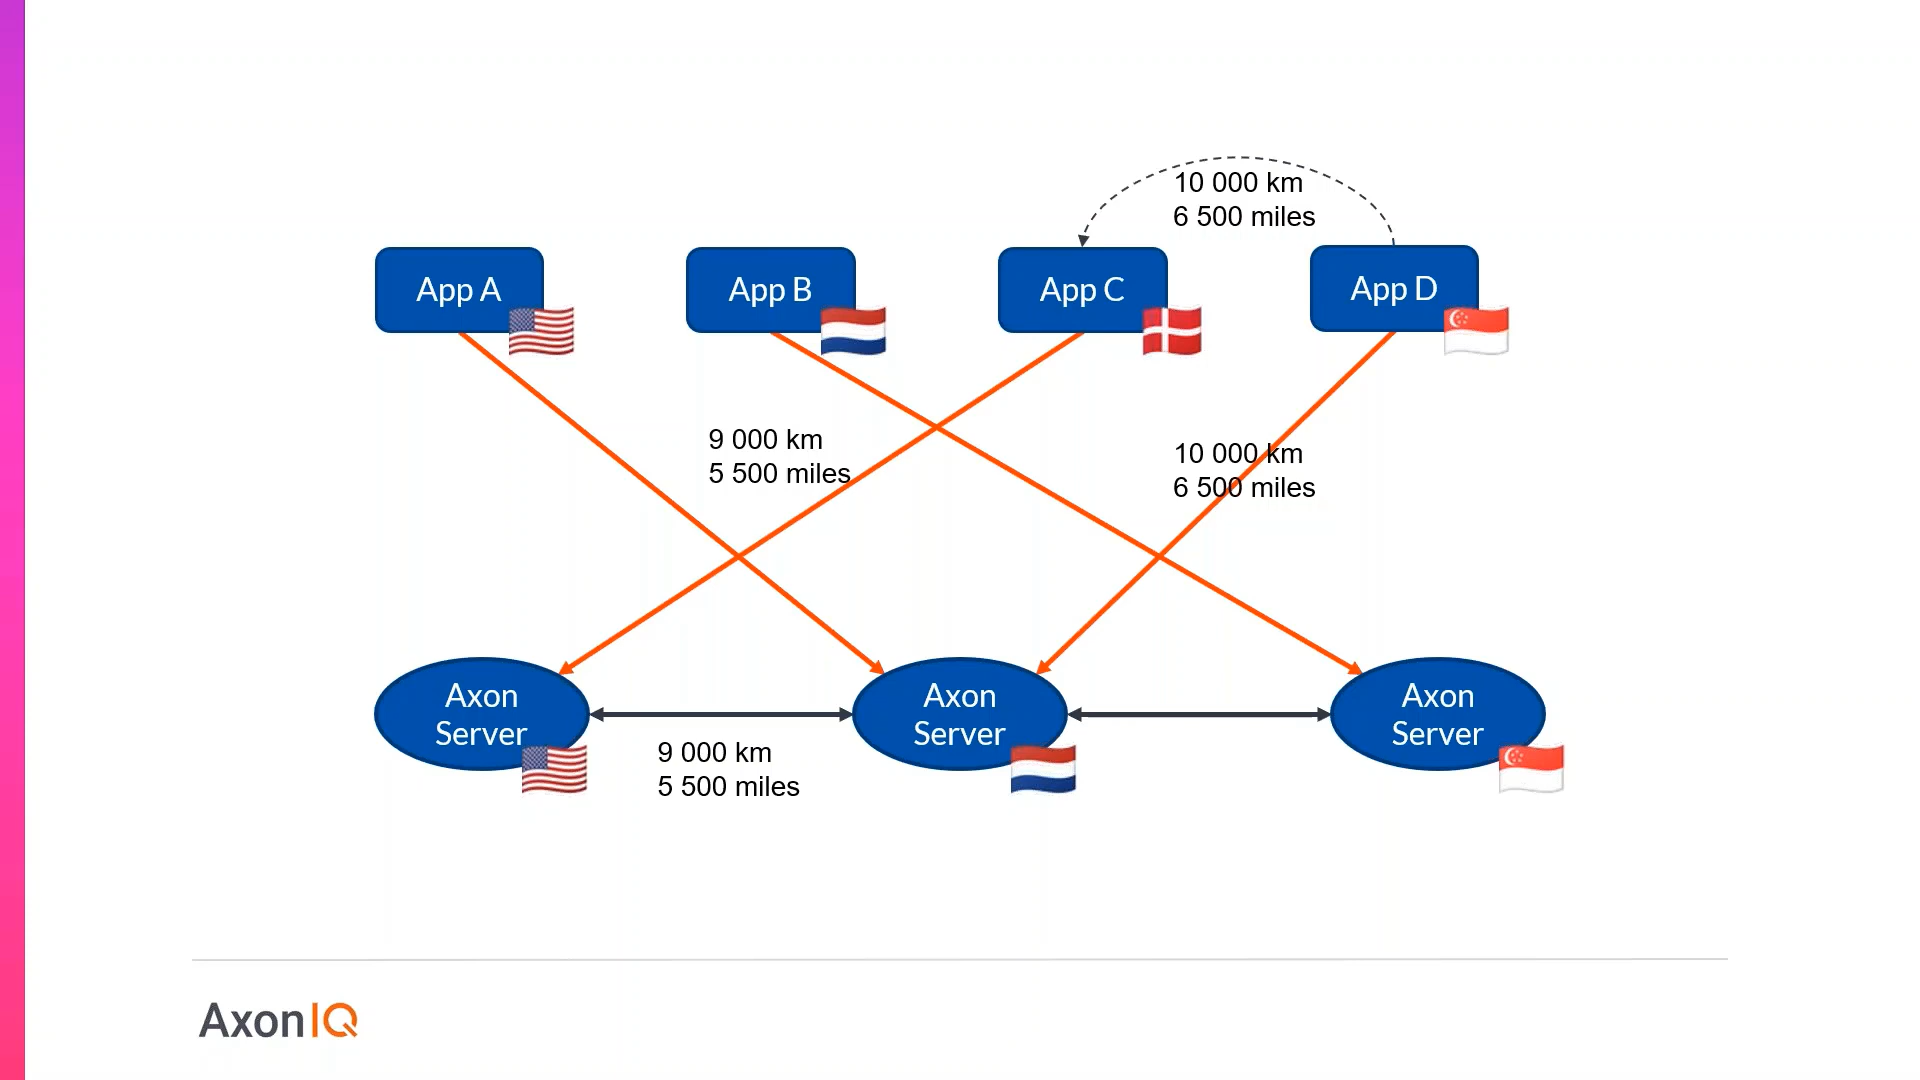 10 000 km
6 500 miles
App A
App B
App C
App D
9 000 km
5 500 miles
10 000 km
6 500 miles
Axon
Server
Axon
Server
Axon
Server
9 000 km
5 500 miles
AxonIQ